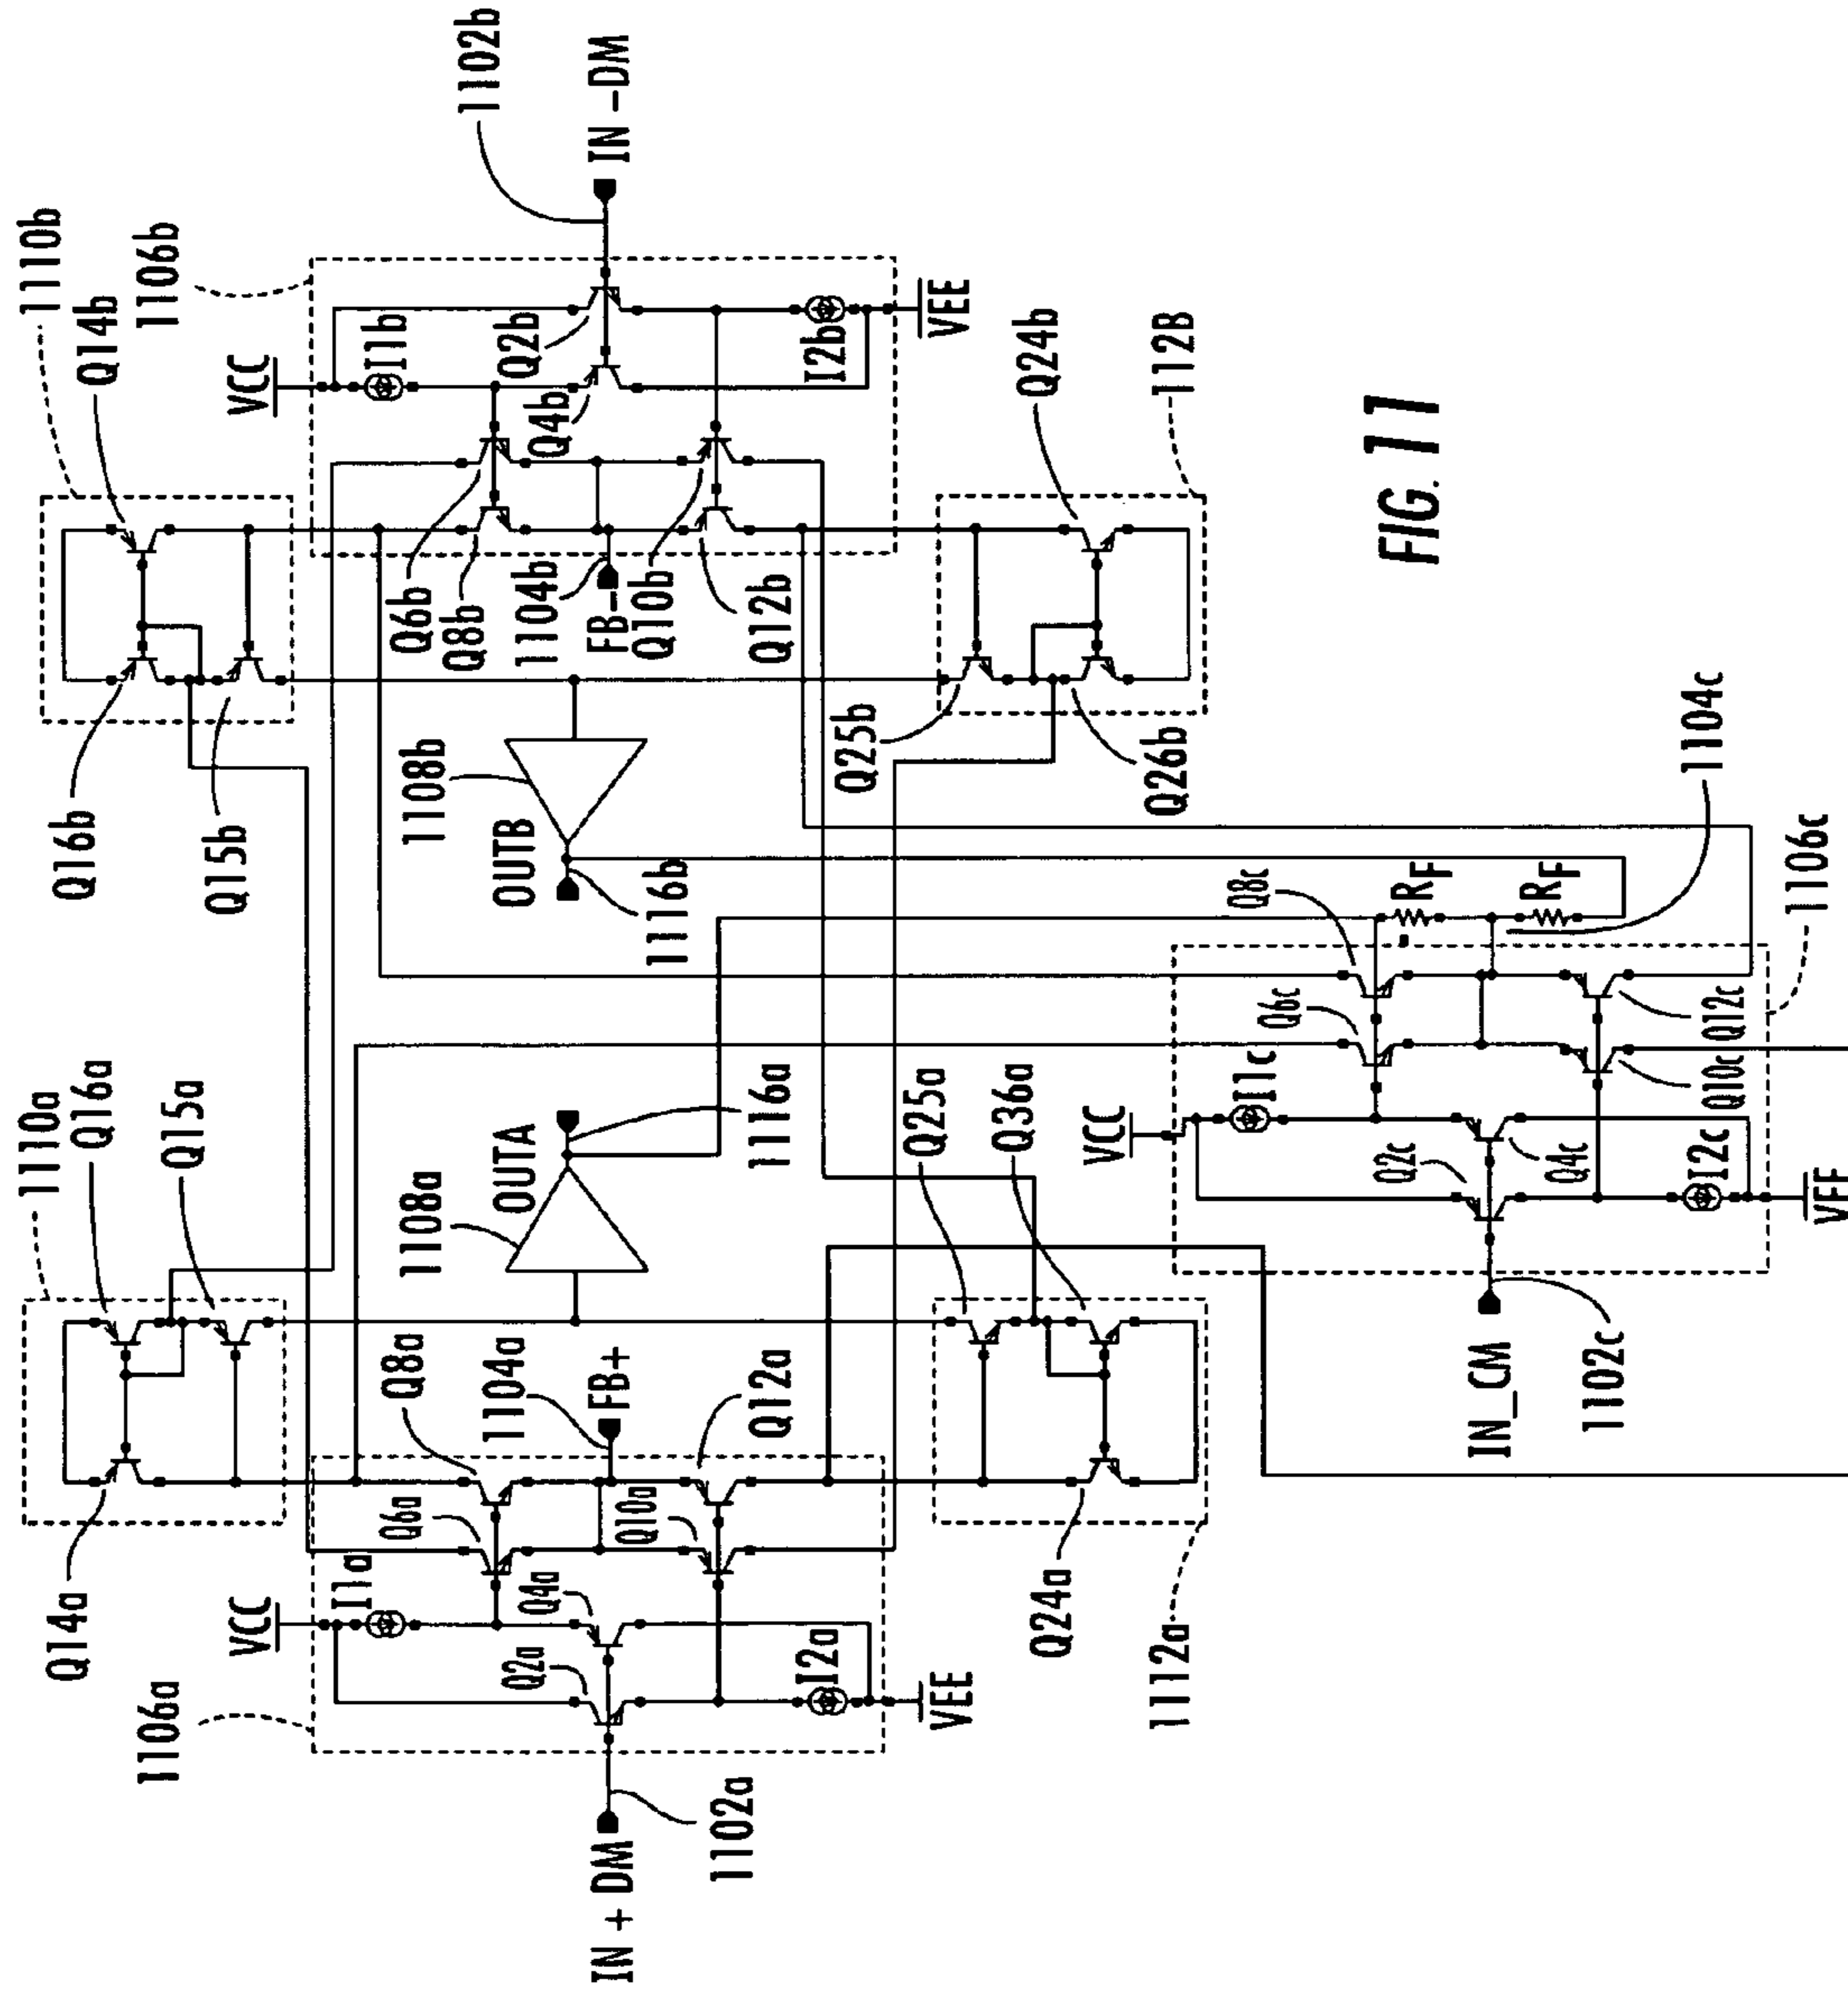 1110a
Q16a
Q15a
Q14a
1106a
VCC
I1a
Q6a
Q8a
1104a
FB+
Q4a
Q2a
Q10a
Q12a
I2a
VEE
IN + DM
1102a
1108a
OUTA
1116a
Q25a
Q36a
Q24a
1112a
1110b
Q14b
1106b
Q16b
Q15b
VCC
I1b
1102b
IN -DM
Q2b
Q4b
Q6b
Q8b
1104b
FB-
Q10b
Q12b
I2b
VEE
1108b
OUTB
1116b
Q25b
Q26b
Q24b
112B
1104c
RF
RF
Q8c
Q6c
I1c
VCC
Q2c
Q4c
Q10c
Q12c
I2c
VEE
1106c
IN_CM
1102c
FIG. 11